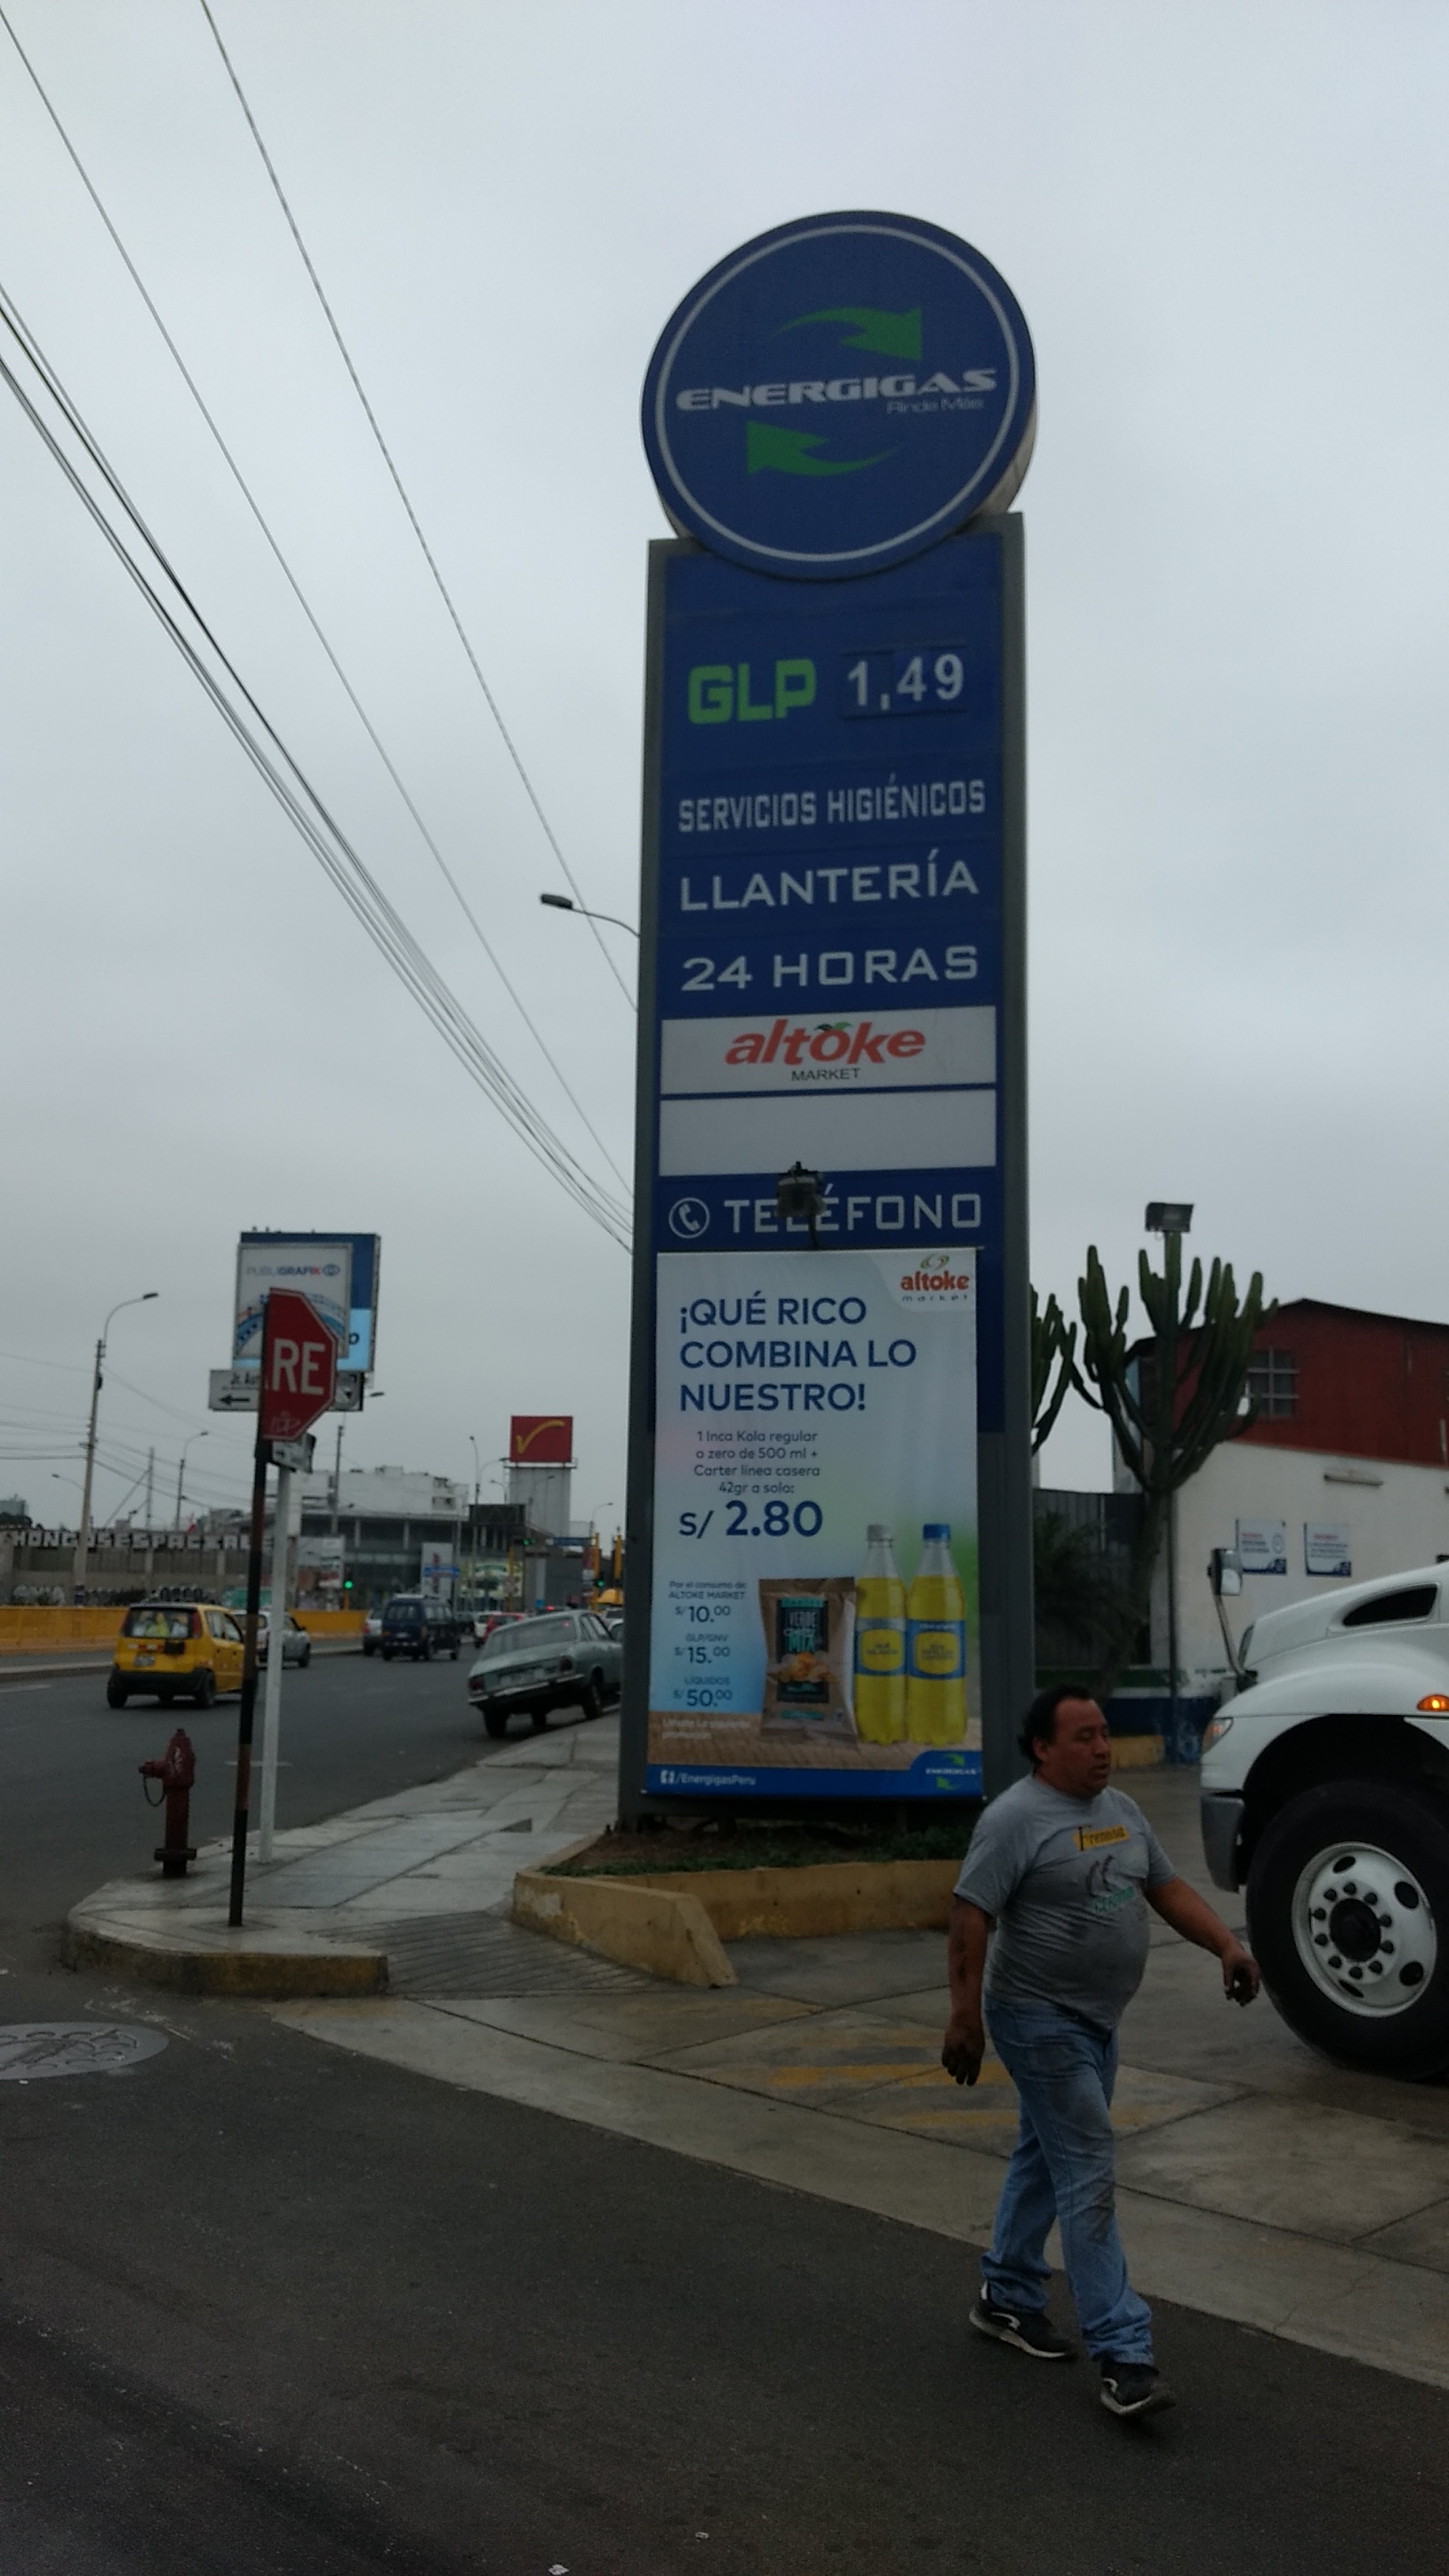 ENERGIGAS
Rinde Más
GLP 1,49
SERVICIOS HIGIÉNICOS
LLANTERÍA
24 HORAS
altoke
MARKET
TELÉFONO
altoke
market
¡QUÉ RICO
COMBINA LO
NUESTRO!
1 Inca Kola regular
o zero de 500 ml +
Carter línea casera
42gr a solo:
S/ 2.80
Por el consumo de
ALTOKE MARKET
S/ 10.00
GLP/GNV
S/ 15.00
LÍQUIDOS
S/ 50.00
/EnergigasPeru
ENERGIGAS
PUBLIGRAFIK
RE
VERDE